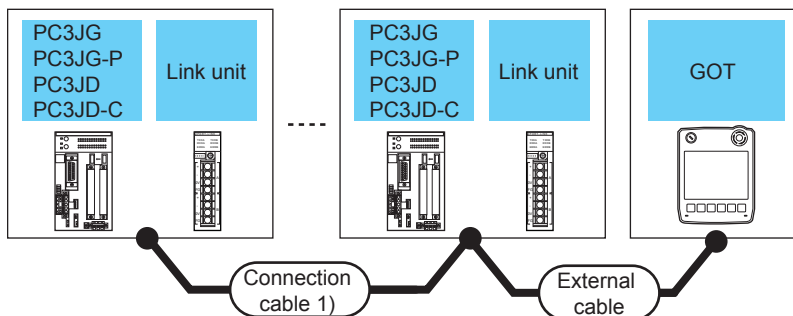 PC3JG
PC3JG-P
PC3JD
PC3JD-C
Link unit
PC3JG
PC3JG-P
PC3JD
PC3JD-C
Link unit
GOT
Connection
cable 1)
External
cable